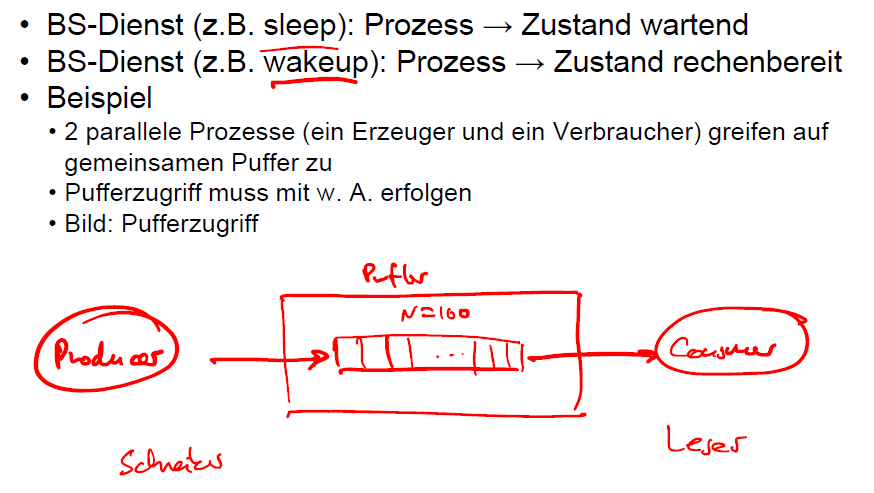 • BS-Dienst (z.B. sleep): Prozess → Zustand wartend
• BS-Dienst (z.B. wakeup): Prozess → Zustand rechenbereit
• Beispiel
• 2 parallele Prozesse (ein Erzeuger und ein Verbraucher) greifen auf
gemeinsamen Puffer zu
• Pufferzugriff muss mit w. A. erfolgen
• Bild: Pufferzugriff
Puffer
N=100
Producer
...
Consumer
Schreiber
Leser